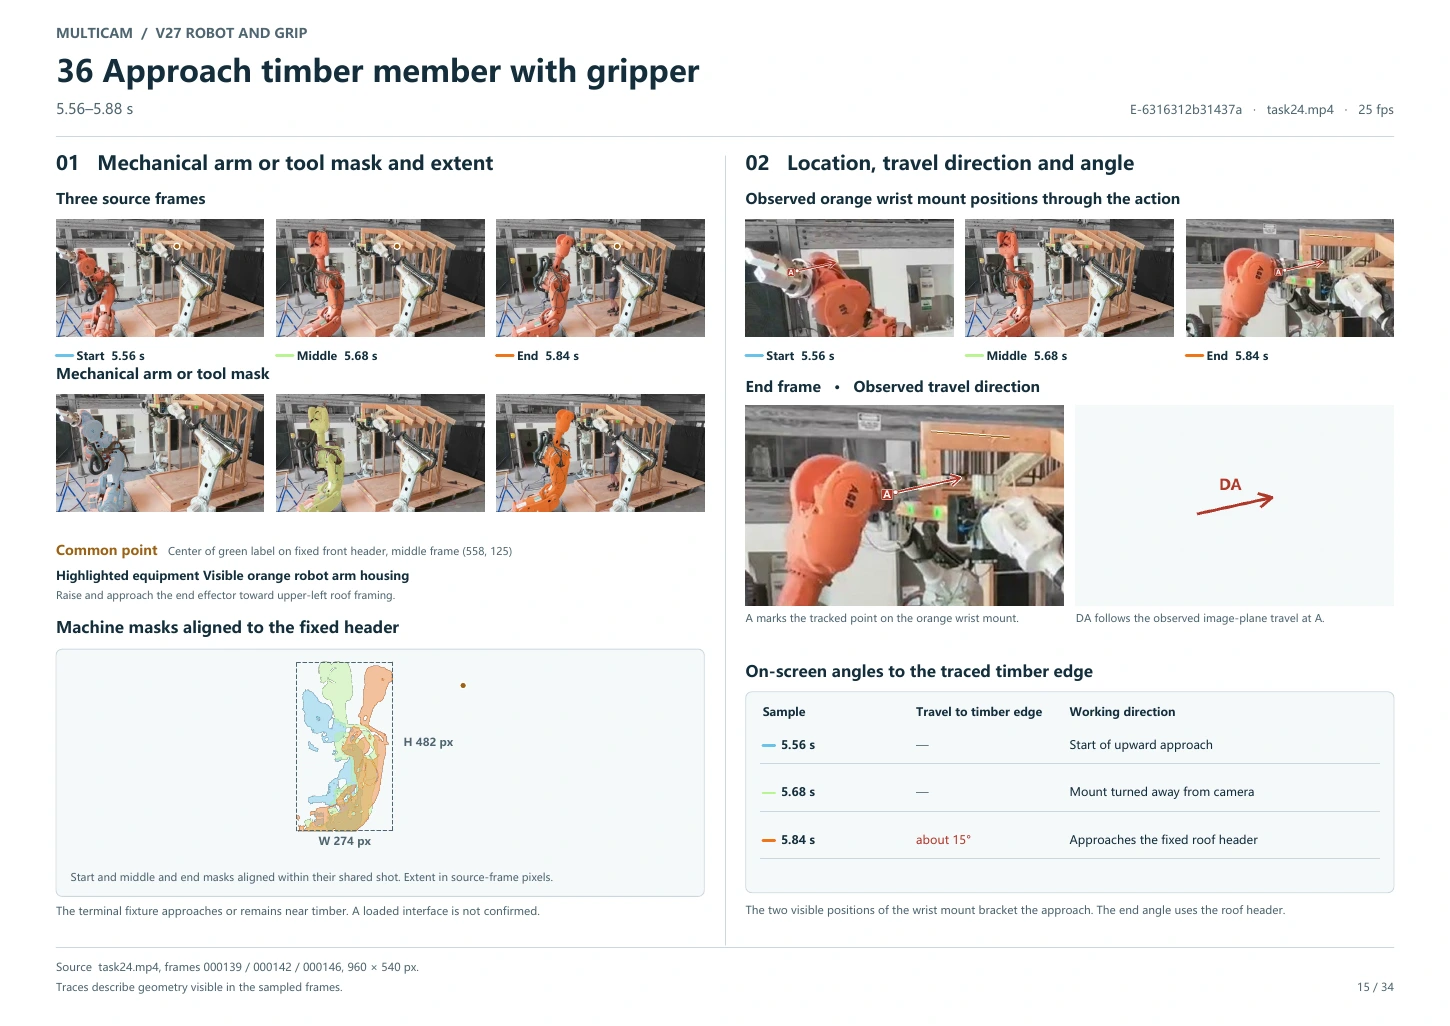 MULTICAM / V27 ROBOT AND GRIP
36 Approach timber member with gripper
5.56–5.88 s
E-6316312b31437a · task24.mp4 · 25 fps
01 Mechanical arm or tool mask and extent
Three source frames
Start 5.56 s
Middle 5.68 s
End 5.84 s
Mechanical arm or tool mask
Common point Center of green label on fixed front header, middle frame (558, 125)
Highlighted equipment Visible orange robot arm housing
Raise and approach the end effector toward upper-left roof framing.
Machine masks aligned to the fixed header
H 482 px
W 274 px
Start and middle and end masks aligned within their shared shot. Extent in source-frame pixels.
The terminal fixture approaches or remains near timber. A loaded interface is not confirmed.
02 Location, travel direction and angle
Observed orange wrist mount positions through the action
A
A
Start 5.56 s
Middle 5.68 s
End 5.84 s
End frame • Observed travel direction
ABB
A
DA
A marks the tracked point on the orange wrist mount.
DA follows the observed image-plane travel at A.
On-screen angles to the traced timber edge
Sample Travel to timber edge Working direction
5.56 s — Start of upward approach
5.68 s — Mount turned away from camera
5.84 s about 15° Approaches the fixed roof header
The two visible positions of the wrist mount bracket the approach. The end angle uses the roof header.
Source task24.mp4, frames 000139 / 000142 / 000146, 960 × 540 px.
Traces describe geometry visible in the sampled frames.
15 / 34